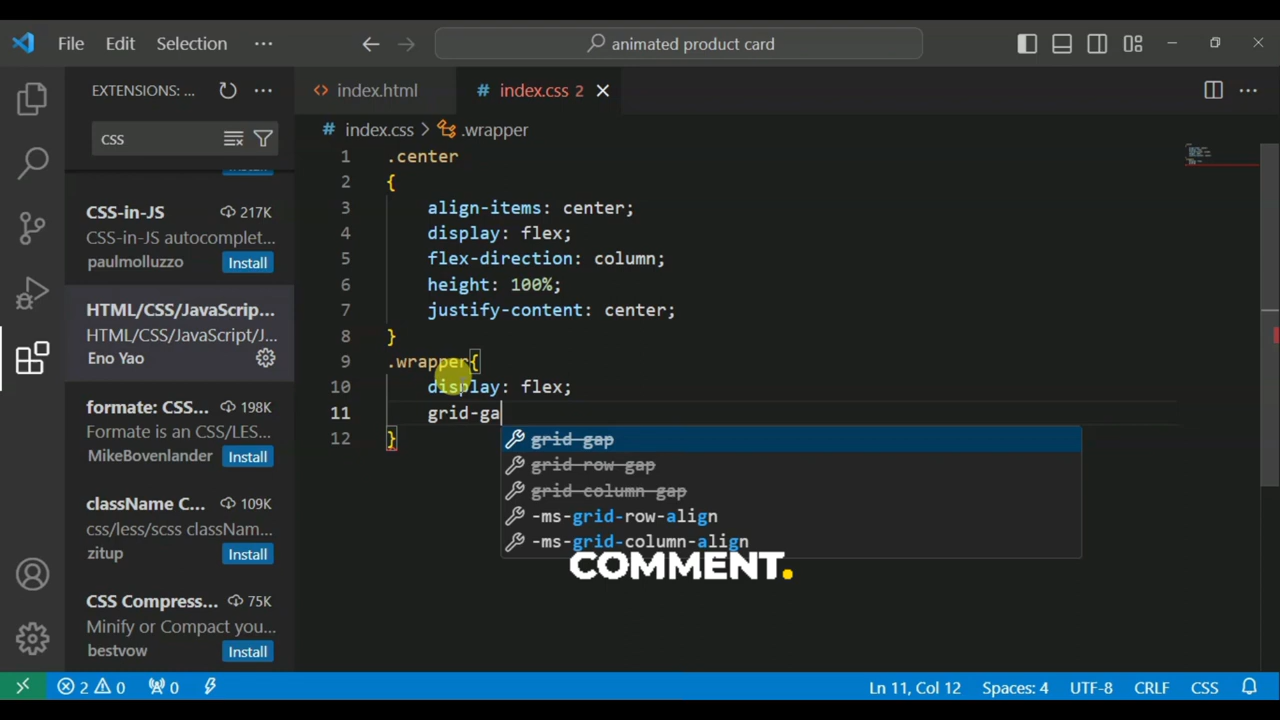 File Edit Selection ···
animated product card
EXTENSIONS: ...
index.html
# index.css 2
css
# index.css > .wrapper
CSS-in-JS 217K
CSS-in-JS autocomplet...
paulmolluzzo Install
HTML/CSS/JavaScrip...
HTML/CSS/JavaScript/J...
Eno Yao
formate: CSS... 198K
Formate is an CSS/LES...
MikeBovenlander Install
className C... 109K
css/less/scss classNam...
zitup Install
CSS Compress... 75K
Minify or Compact you...
bestvow Install
1 .center
2 {
3 align-items: center;
4 display: flex;
5 flex-direction: column;
6 height: 100%;
7 justify-content: center;
8 }
9 .wrapper{
10 display: flex;
11 grid-ga
12 }
grid-gap
grid-row-gap
grid-column-gap
-ms-grid-row-align
-ms-grid-column-align
COMMENT.
2 0 0
Ln 11, Col 12 Spaces: 4 UTF-8 CRLF CSS